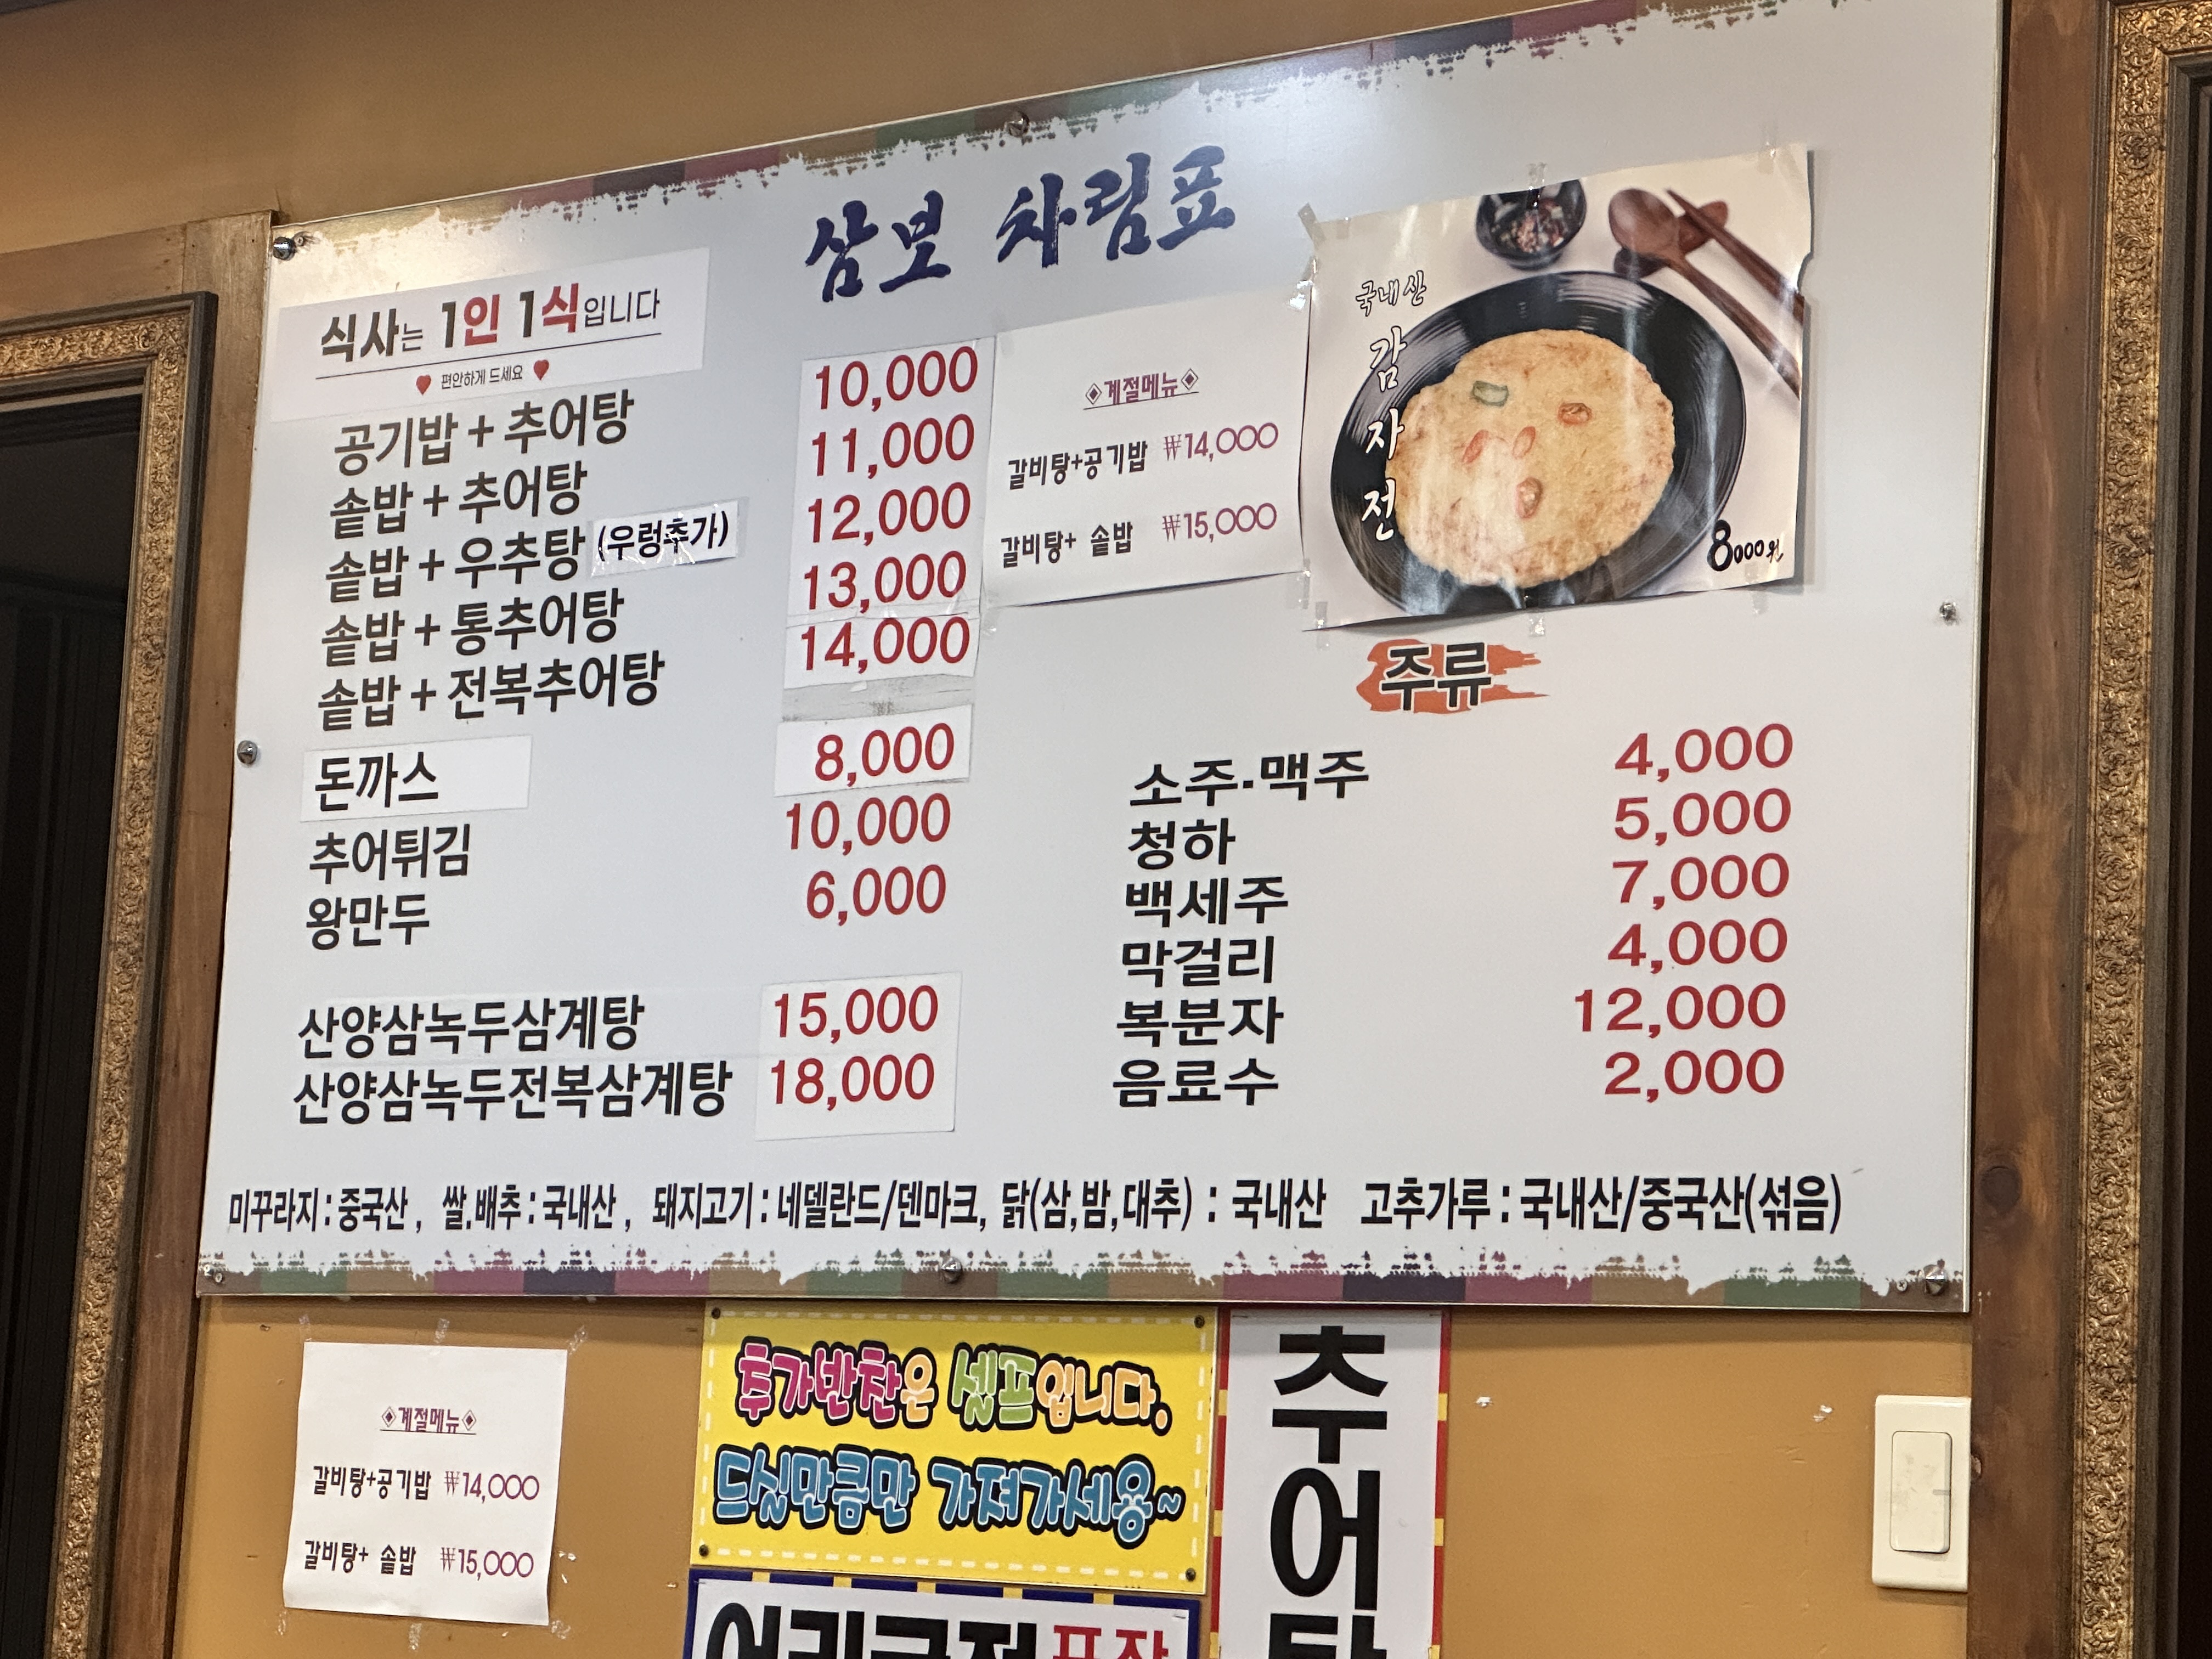 삼보 차림표
식사는 1인 1식입니다
편안하게 드세요
공기밥 + 추어탕 10,000
솥밥 + 추어탕 11,000
솥밥 + 우추탕 (우렁추가) 12,000
솥밥 + 통추어탕 13,000
솥밥 + 전복추어탕 14,000
돈까스 8,000
추어튀김 10,000
왕만두 6,000
산양삼녹두삼계탕 15,000
산양삼녹두전복삼계탕 18,000
◈계절메뉴◈
갈비탕+공기밥 ₩14,000
갈비탕+ 솥밥 ₩15,000
국내산
감자전
8000원
주류
소주·맥주 4,000
청하 5,000
백세주 7,000
막걸리 4,000
복분자 12,000
음료수 2,000
미꾸라지 : 중국산 , 쌀.배추 : 국내산 , 돼지고기 : 네델란드/덴마크, 닭(삼,밤,대추) : 국내산 고추가루 : 국내산/중국산(섞음)
◈계절메뉴◈
갈비탕+공기밥 ₩14,000
갈비탕+ 솥밥 ₩15,000
추가반찬은 셀프입니다.
드실만큼만 가져가세용~
추어탕